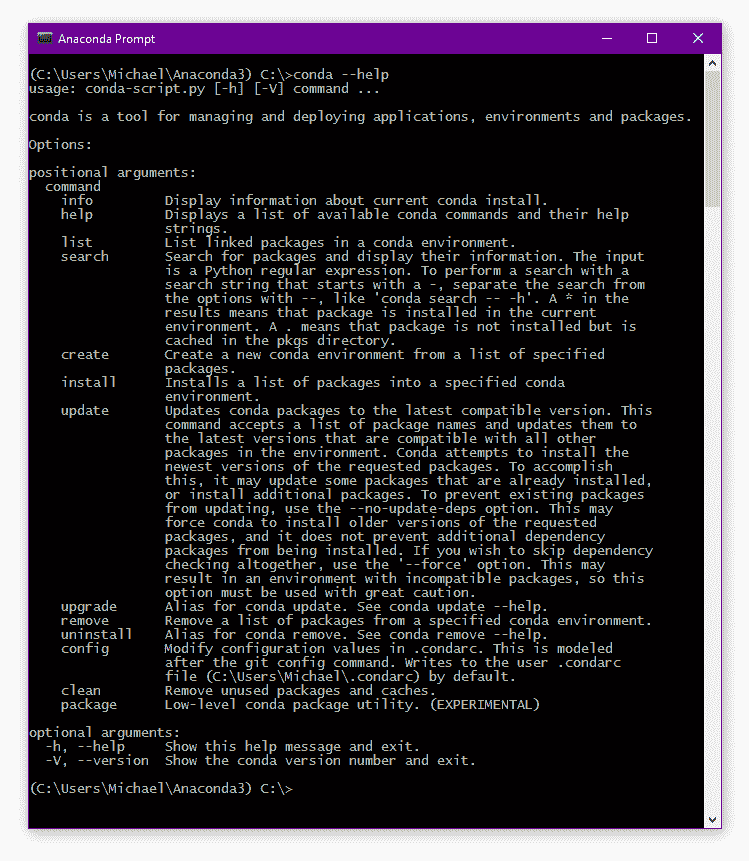 Anaconda Prompt
(C:\Users\Michael\Anaconda3) C:\>conda --help
usage: conda-script.py [-h] [-V] command ...
conda is a tool for managing and deploying applications, environments and packages.
Options:
positional arguments:
command
info Display information about current conda install.
help Displays a list of available conda commands and their help
strings.
list List linked packages in a conda environment.
search Search for packages and display their information. The input
is a Python regular expression. To perform a search with a
search string that starts with a -, separate the search from
the options with --, like 'conda search -- -h'. A * in the
results means that package is installed in the current
environment. A . means that package is not installed but is
cached in the pkgs directory.
create Create a new conda environment from a list of specified
packages.
install Installs a list of packages into a specified conda
environment.
update Updates conda packages to the latest compatible version. This
command accepts a list of package names and updates them to
the latest versions that are compatible with all other
packages in the environment. Conda attempts to install the
newest versions of the requested packages. To accomplish
this, it may update some packages that are already installed,
or install additional packages. To prevent existing packages
from updating, use the --no-update-deps option. This may
force conda to install older versions of the requested
packages, and it does not prevent additional dependency
packages from being installed. If you wish to skip dependency
checking altogether, use the '--force' option. This may
result in an environment with incompatible packages, so this
option must be used with great caution.
upgrade Alias for conda update. See conda update --help.
remove Remove a list of packages from a specified conda environment.
uninstall Alias for conda remove. See conda remove --help.
config Modify configuration values in .condarc. This is modeled
after the git config command. Writes to the user .condarc
file (C:\Users\Michael\.condarc) by default.
clean Remove unused packages and caches.
package Low-level conda package utility. (EXPERIMENTAL)
optional arguments:
-h, --help Show this help message and exit.
-V, --version Show the conda version number and exit.
(C:\Users\Michael\Anaconda3) C:\>